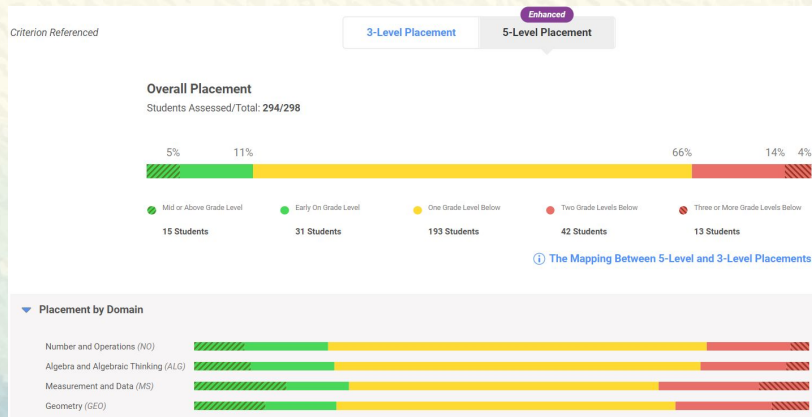 Enhanced
Criterion Referenced
3-Level Placement
5-Level Placement
Overall Placement
Students Assessed/Total: 294/298
5% 11% 66% 14% 4%
Mid or Above Grade Level
Early On Grade Level
One Grade Level Below
Two Grade Levels Below
Three or More Grade Levels Below
15 Students
31 Students
193 Students
42 Students
13 Students
The Mapping Between 5-Level and 3-Level Placements
Placement by Domain
Number and Operations (NO)
Algebra and Algebraic Thinking (ALG)
Measurement and Data (MS)
Geometry (GEO)